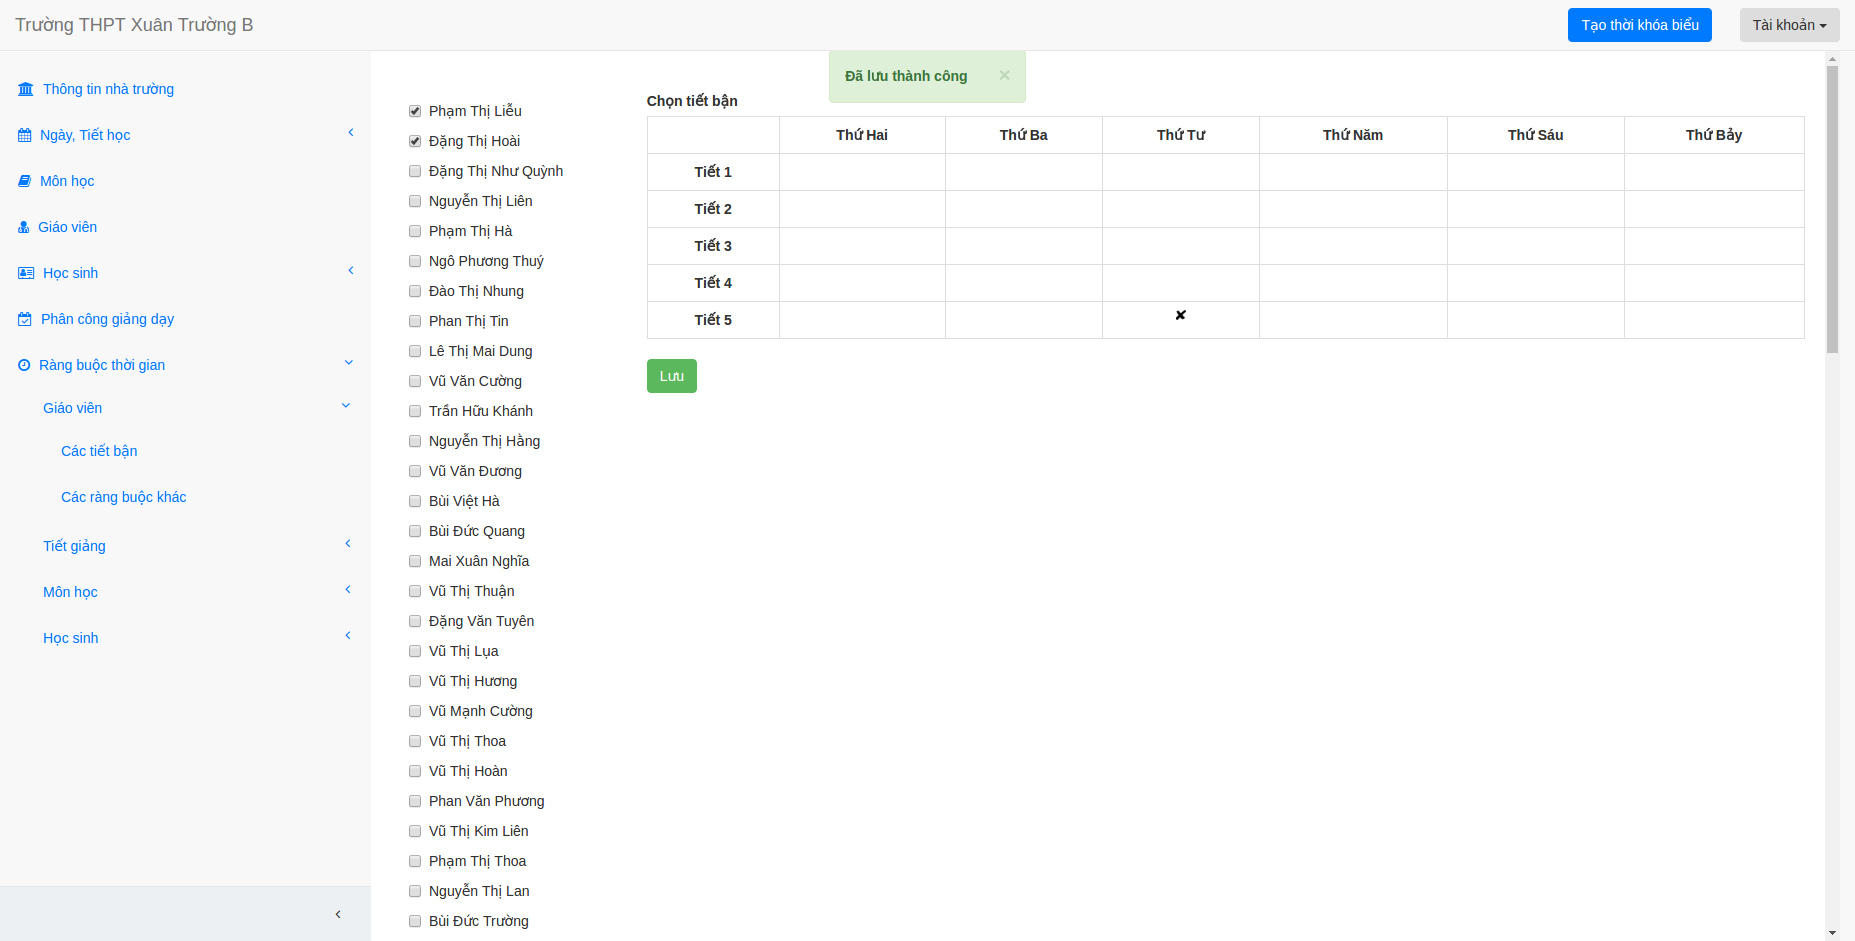 Trường THPT Xuân Trường B
Tạo thời khóa biểu
Tài khoản
Đã lưu thành công
×
Thông tin nhà trường
Ngày, Tiết học
Môn học
Giáo viên
Học sinh
Phân công giảng dạy
Ràng buộc thời gian
Giáo viên
Các tiết bận
Các ràng buộc khác
Tiết giảng
Môn học
Học sinh
Phạm Thị Liễu
Đặng Thị Hoài
Đặng Thị Như Quỳnh
Nguyễn Thị Liên
Phạm Thị Hà
Ngô Phương Thuý
Đào Thị Nhung
Phan Thị Tin
Lê Thị Mai Dung
Vũ Văn Cường
Trần Hữu Khánh
Nguyễn Thị Hằng
Vũ Văn Đương
Bùi Việt Hà
Bùi Đức Quang
Mai Xuân Nghĩa
Vũ Thị Thuận
Đặng Văn Tuyên
Vũ Thị Lụa
Vũ Thị Hương
Vũ Mạnh Cường
Vũ Thị Thoa
Vũ Thị Hoàn
Phan Văn Phương
Vũ Thị Kim Liên
Phạm Thị Thoa
Nguyễn Thị Lan
Bùi Đức Trường
Chọn tiết bận
Thứ Hai Thứ Ba Thứ Tư Thứ Năm Thứ Sáu Thứ Bảy
Tiết 1
Tiết 2
Tiết 3
Tiết 4
Tiết 5 ✘
Lưu